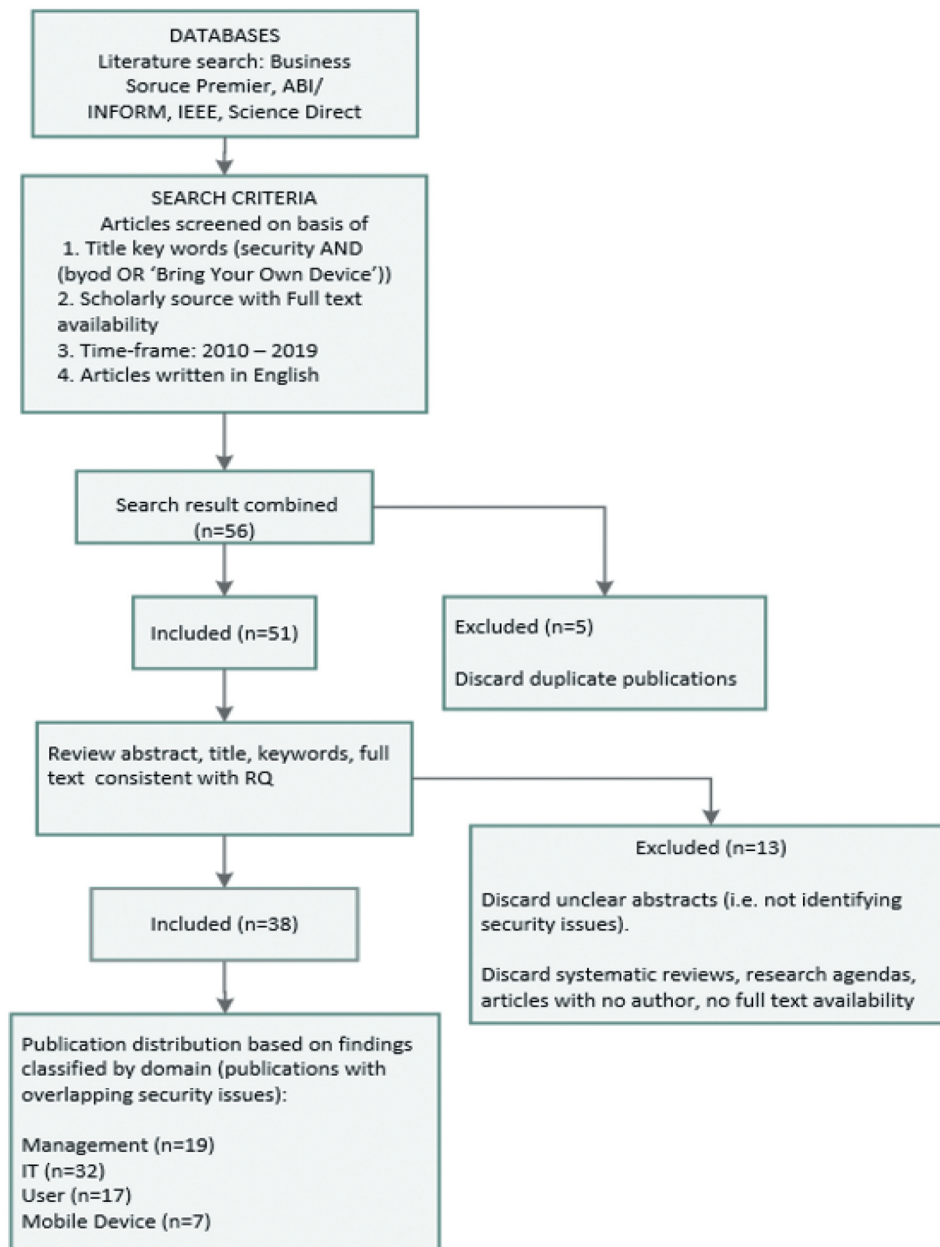 DATABASES
Literature search: Business
Soruce Premier, ABI/
INFORM, IEEE, Science Direct
SEARCH CRITERIA
Articles screened on basis of
1. Title key words (security AND
(byod OR ‘Bring Your Own Device’))
2. Scholarly source with Full text
availability
3. Time-frame: 2010 – 2019
4. Articles written in English
Search result combined
(n=56)
Included (n=51)
Excluded (n=5)
Discard duplicate publications
Review abstract, title, keywords, full
text consistent with RQ
Excluded (n=13)
Discard unclear abstracts (i.e. not identifying
security issues).
Discard systematic reviews, research agendas,
articles with no author, no full text availability
Included (n=38)
Publication distribution based on findings
classified by domain (publications with
overlapping security issues):
Management (n=19)
IT (n=32)
User (n=17)
Mobile Device (n=7)